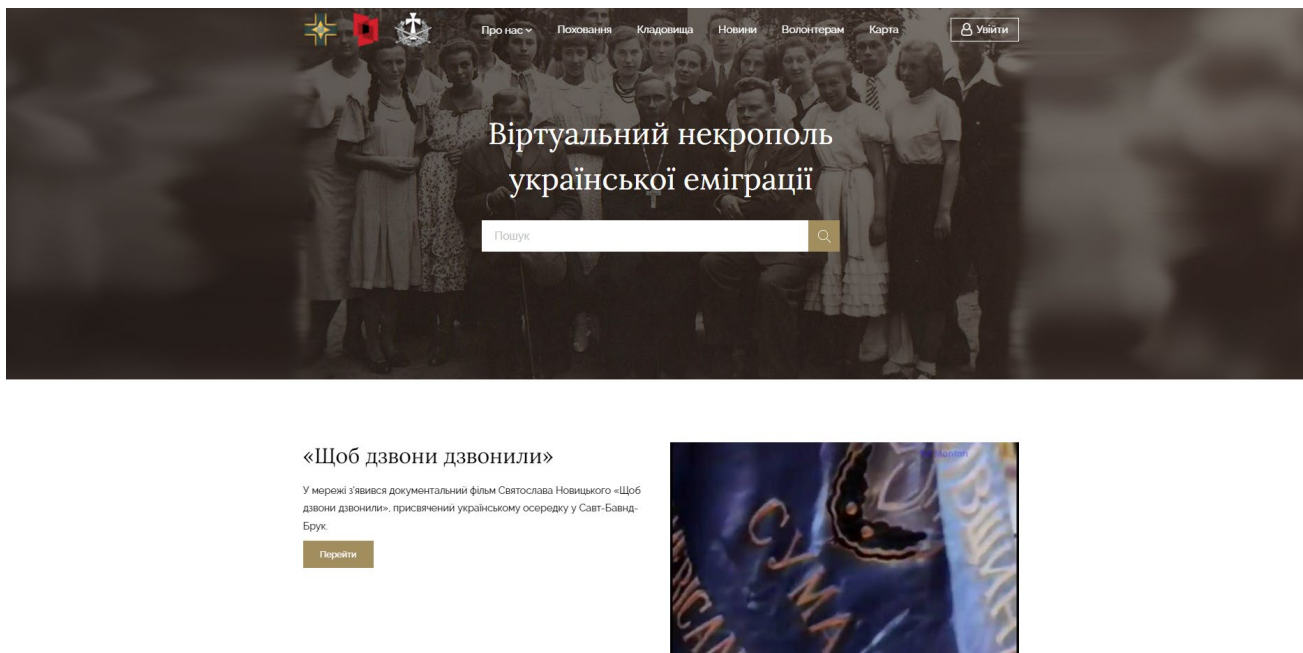 Про нас Поховання Кладовища Новини Волонтерам Карта Увійти
Віртуальний некрополь
української еміграції
Пошук
«Щоб дзвони дзвонили»
У мережі з'явився документальний фільм Святослава Новицького «Щоб
дзвони дзвонили», присвячений українському осередку у Савт-Бавнд-
Брук.
Перейти
СУМА